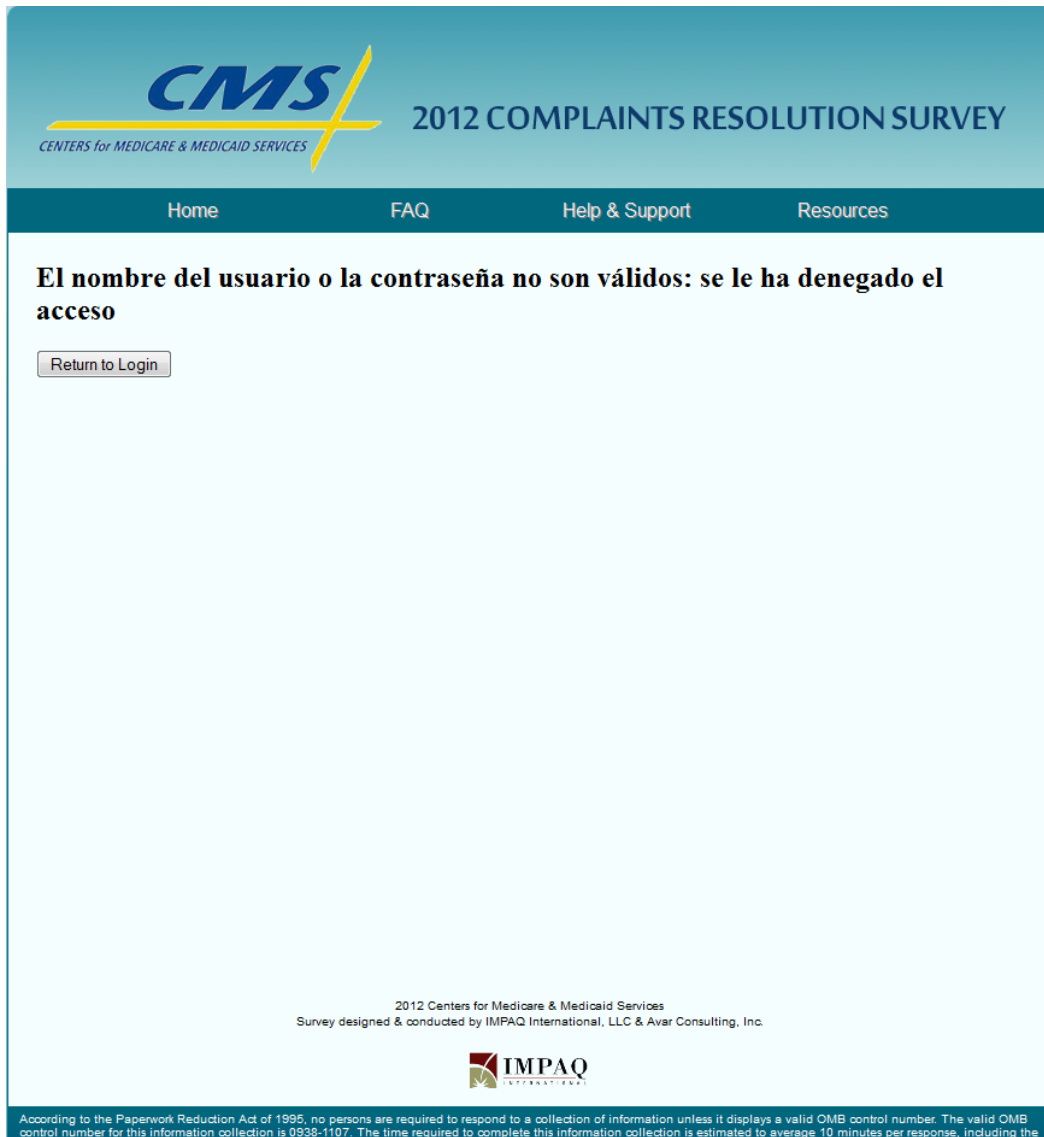 CMS
CENTERS for MEDICARE & MEDICAID SERVICES
2012 COMPLAINTS RESOLUTION SURVEY
Home FAQ Help & Support Resources
El nombre del usuario o la contraseña no son válidos: se le ha denegado el
acceso
Return to Login
2012 Centers for Medicare & Medicaid Services
Survey designed & conducted by IMPAQ International, LLC & Avar Consulting, Inc.
IMPAQ
INTERNATIONAL
According to the Paperwork Reduction Act of 1995, no persons are required to respond to a collection of information unless it displays a valid OMB control number. The valid OMB
control number for this information collection is 0938-1107. The time required to complete this information collection is estimated to average 10 minutes per response, including the